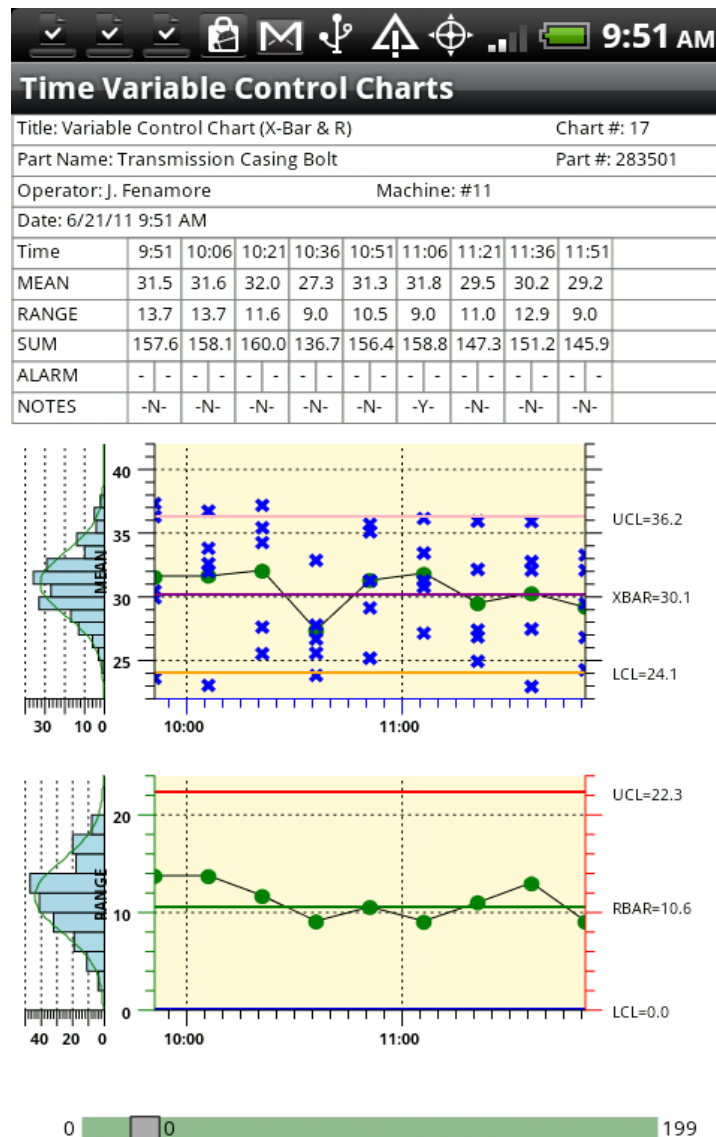 9:51 AM
Time Variable Control Charts
Title: Variable Control Chart (X-Bar & R) Chart #: 17
Part Name: Transmission Casing Bolt Part #: 283501
Operator: J. Fenamore Machine: #11
Date: 6/21/11 9:51 AM
Time 9:51 10:06 10:21 10:36 10:51 11:06 11:21 11:36 11:51
MEAN 31.5 31.6 32.0 27.3 31.3 31.8 29.5 30.2 29.2
RANGE 13.7 13.7 11.6 9.0 10.5 9.0 11.0 12.9 9.0
SUM 157.6 158.1 160.0 136.7 156.4 158.8 147.3 151.2 145.9
ALARM - - - - - - - - - - - - - - - - - -
NOTES -N- -N- -N- -N- -N- -Y- -N- -N- -N-
40
UCL=36.2
35
MEAN
30 XBAR=30.1
25
LCL=24.1
30 10 0 10:00 11:00
UCL=22.3
20
RANGE
10 RBAR=10.6
0 LCL=0.0
40 20 0 10:00 11:00
0 0 199